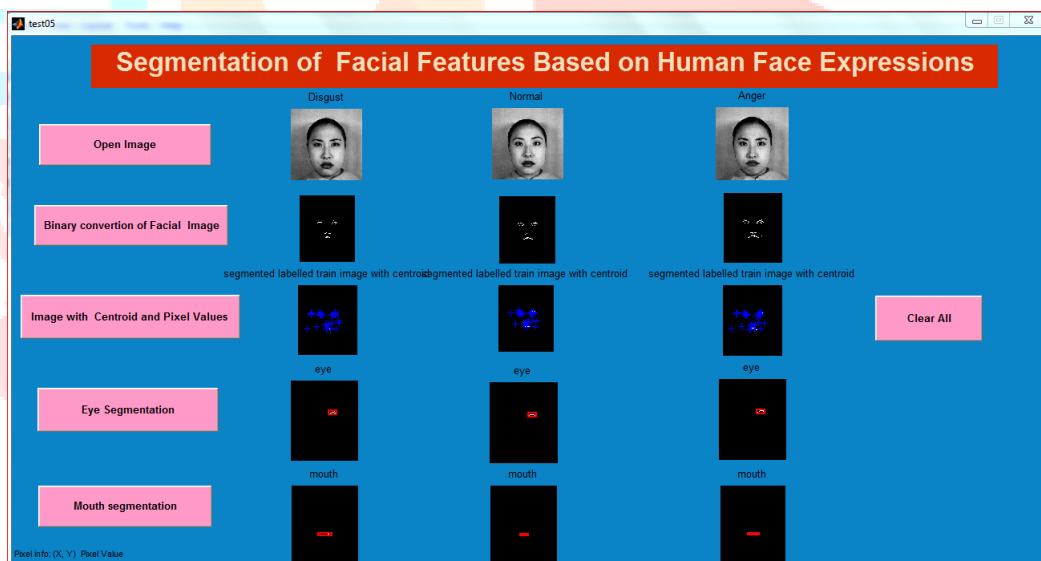 test05
Segmentation of Facial Features Based on Human Face Expressions
Disgust Normal Anger
Open Image
Binary convertion of Facial Image
segmented labelled train image with centroid segmented labelled train image with centroid segmented labelled train image with centroid
Image with Centroid and Pixel Values
Clear All
eye eye eye
Eye Segmentation
mouth mouth mouth
Mouth segmentation
Pixel info: (X, Y) Pixel Value